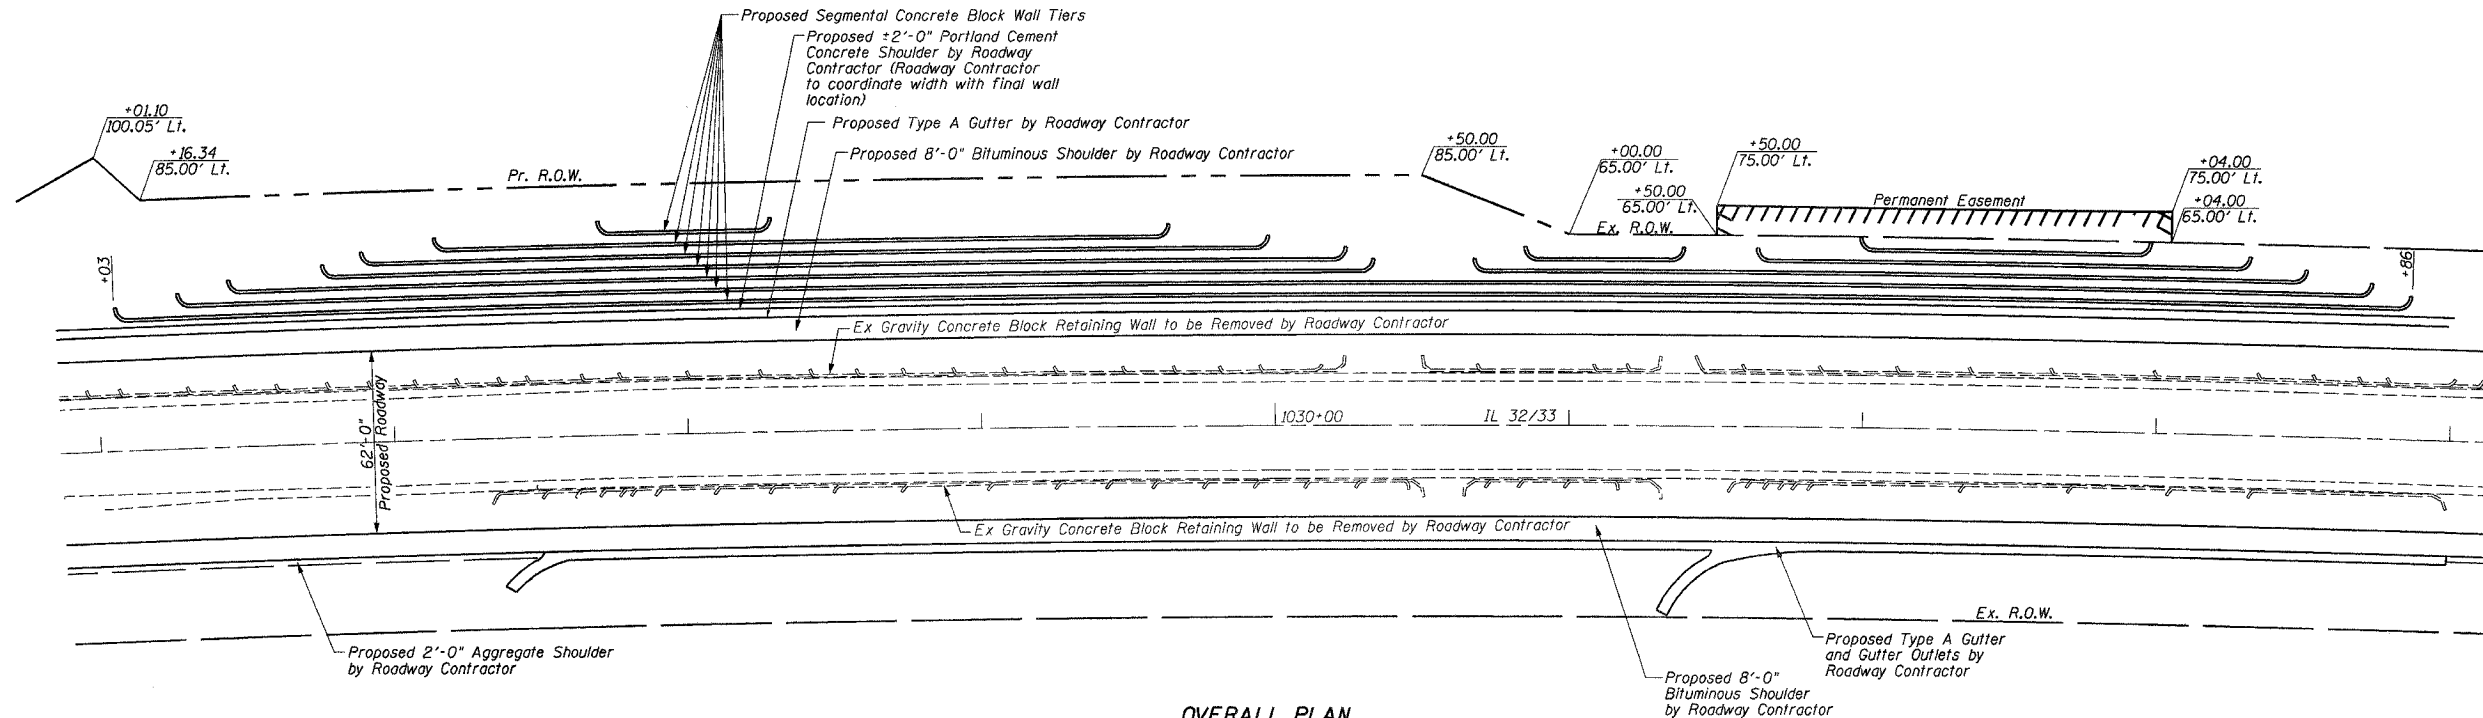 Proposed Segmental Concrete Block Wall Tiers
Proposed ±2'-0" Portland Cement
Concrete Shoulder by Roadway
Contractor (Roadway Contractor
to coordinate width with final wall
location)
Proposed Type A Gutter by Roadway Contractor
Proposed 8'-0" Bituminous Shoulder by Roadway Contractor
+01.10
100.05' Lt.
+16.34
85.00' Lt.
Pr. R.O.W.
+50.00
85.00' Lt.
+00.00
65.00' Lt.
+50.00
75.00' Lt.
+50.00
65.00' Lt.
+04.00
75.00' Lt.
+04.00
65.00' Lt.
Permanent Easement
Ex. R.O.W.
+03
+86
Ex Gravity Concrete Block Retaining Wall to be Removed by Roadway Contractor
62'-0"
Proposed Roadway
1030+00
IL 32/33
Ex Gravity Concrete Block Retaining Wall to be Removed by Roadway Contractor
Ex. R.O.W.
Proposed 2'-0" Aggregate Shoulder
by Roadway Contractor
Proposed Type A Gutter
and Gutter Outlets by
Roadway Contractor
Proposed 8'-0"
Bituminous Shoulder
by Roadway Contractor
OVERALL PLAN